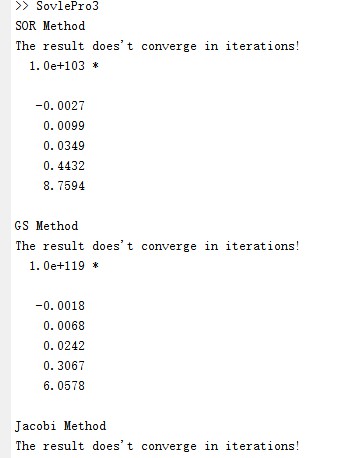 >> SovlePro3
SOR Method
The result does't converge in iterations!
1.0e+103 *
-0.0027
0.0099
0.0349
0.4432
8.7594
GS Method
The result does't converge in iterations!
1.0e+119 *
-0.0018
0.0068
0.0242
0.3067
6.0578
Jacobi Method
The result does't converge in iterations!